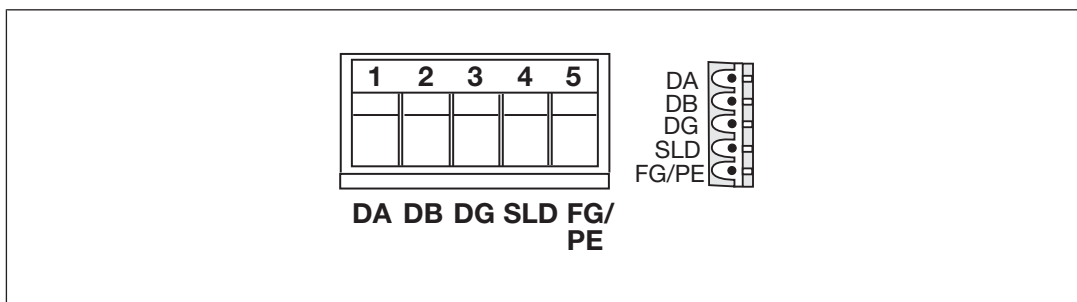 1 2 3 4 5
DA DB DG SLD FG/
PE
DA
DB
DG
SLD
FG/PE